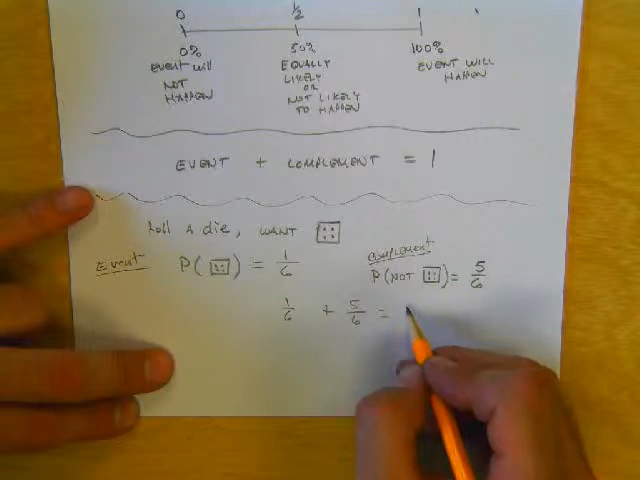 0 1/2 1
0% 50% 100%
EVENT will EQUALLY EVENT WILL
NOT LIKELY HAPPEN
HAPPEN OR
NOT LIKELY
TO HAPPEN
EVENT + COMPLEMENT = 1
Roll a die, WANT
Event P( ) = 1/6 Complement
P(NOT ) = 5/6
1/6 + 5/6 =